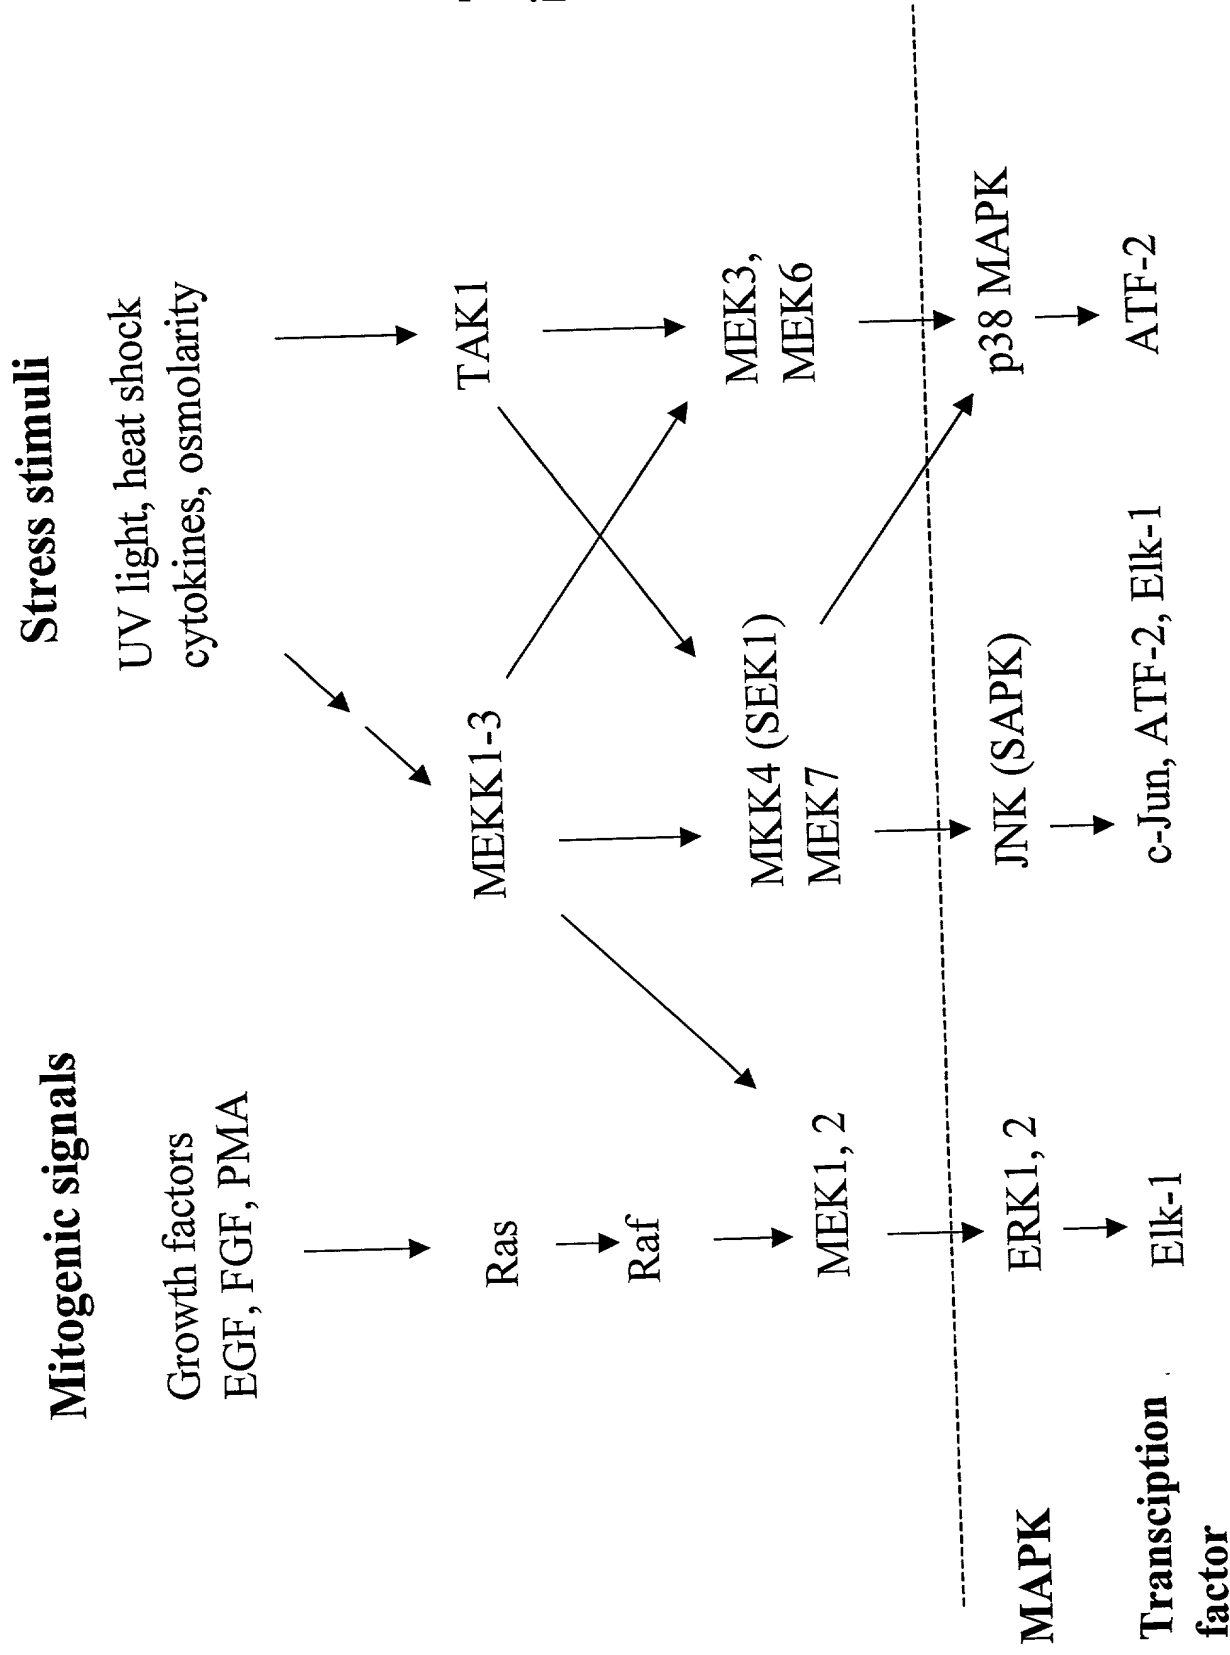 Mitogenic signals
Stress stimuli
Growth factors
EGF, FGF, PMA
UV light, heat shock
cytokines, osmolarity
Ras
Raf
MEKK1-3
TAK1
MEK1, 2
MKK4 (SEK1)
MEK7
MEK3,
MEK6
MAPK
ERK1, 2
JNK (SAPK)
p38 MAPK
Transciption
factor
Elk-1
c-Jun, ATF-2, Elk-1
ATF-2